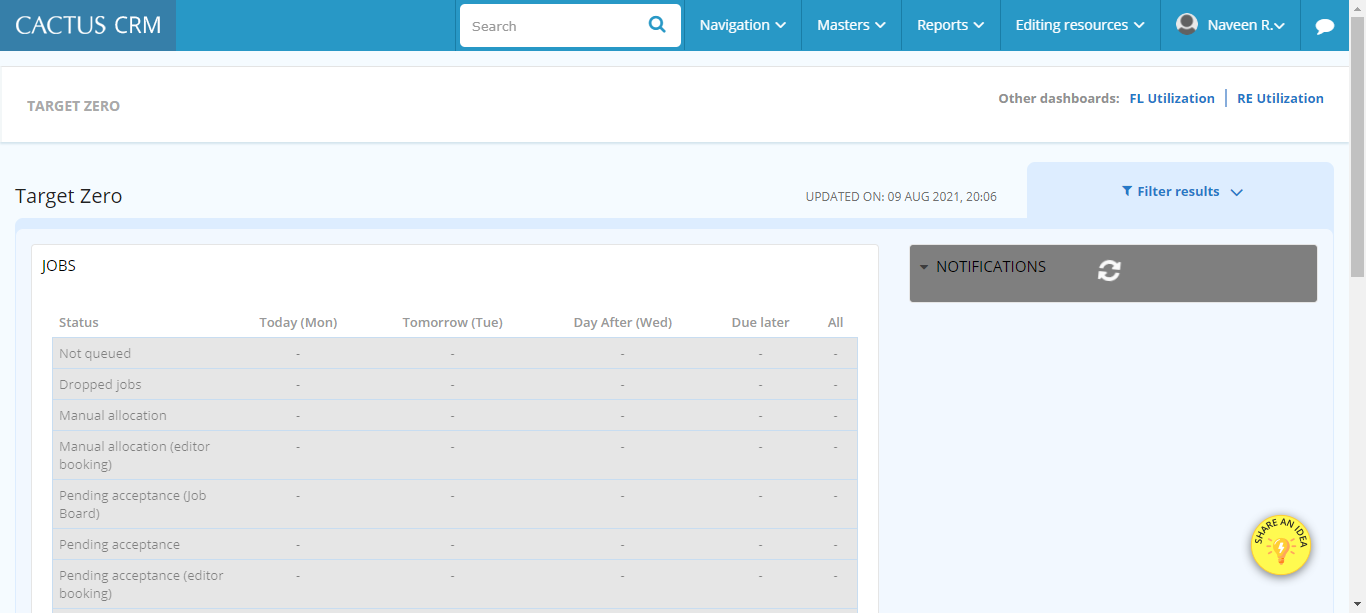 CACTUS CRM
Search
Navigation
Masters
Reports
Editing resources
Naveen R.
TARGET ZERO
Other dashboards: FL Utilization RE Utilization
Target Zero
UPDATED ON: 09 AUG 2021, 20:06
Filter results
JOBS
NOTIFICATIONS
Status Today (Mon) Tomorrow (Tue) Day After (Wed) Due later All
Not queued - - - - -
Dropped jobs - - - - -
Manual allocation - - - - -
Manual allocation (editor - - - - -
booking)
Pending acceptance (Job - - - - -
Board)
Pending acceptance - - - - -
Pending acceptance (editor - - - - -
booking)
SHARE AN IDEA